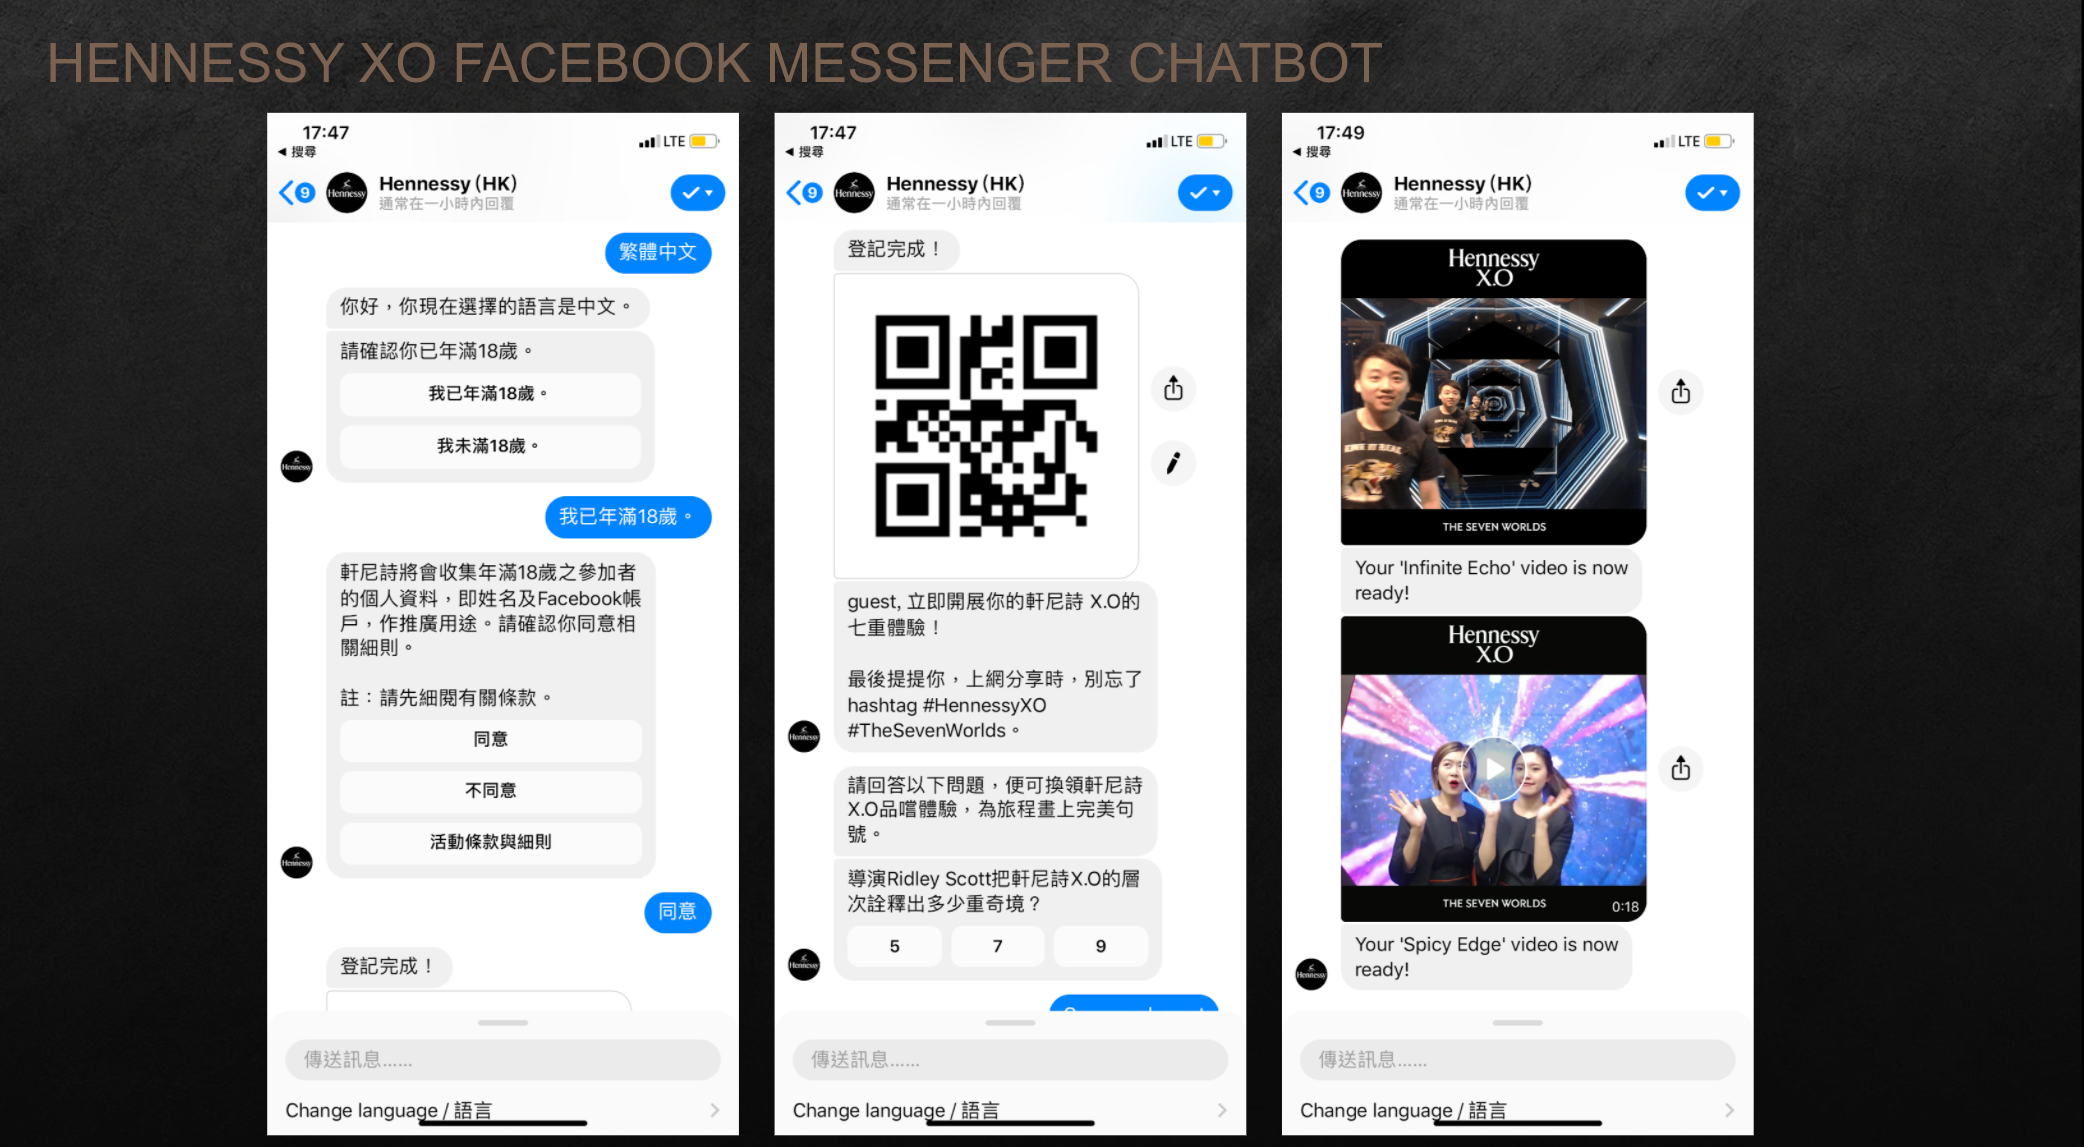 HENNESSY XO FACEBOOK MESSENGER CHATBOT
17:47
LTE
◂ 搜尋
9
Hennessy
Hennessy (HK)
通常在一小時內回覆
繁體中文
你好，你現在選擇的語言是中文。
請確認你已年滿18歲。
我已年滿18歲。
我未滿18歲。
Hennessy
我已年滿18歲。
軒尼詩將會收集年滿18歲之參加者
的個人資料，即姓名及Facebook帳
戶，作推廣用途。請確認你同意相
關細則。
註：請先細閱有關條款。
同意
不同意
活動條款與細則
Hennessy
同意
登記完成！
傳送訊息......
Change language / 語言
17:47
LTE
◂ 搜尋
9
Hennessy
Hennessy (HK)
通常在一小時內回覆
登記完成！
guest, 立即開展你的軒尼詩 X.O的
七重體驗！
最後提提你，上網分享時，別忘了
hashtag #HennessyXO
#TheSevenWorlds。
Hennessy
請回答以下問題，便可換領軒尼詩
X.O品嚐體驗，為旅程畫上完美句
號。
導演Ridley Scott把軒尼詩X.O的層
次詮釋出多少重奇境？
5
7
9
Hennessy
傳送訊息......
Change language / 語言
17:49
LTE
◂ 搜尋
9
Hennessy
Hennessy (HK)
通常在一小時內回覆
Hennessy
X.O
THE SEVEN WORLDS
Your 'Infinite Echo' video is now
ready!
Hennessy
X.O
THE SEVEN WORLDS
0:18
Your 'Spicy Edge' video is now
ready!
Hennessy
傳送訊息......
Change language / 語言